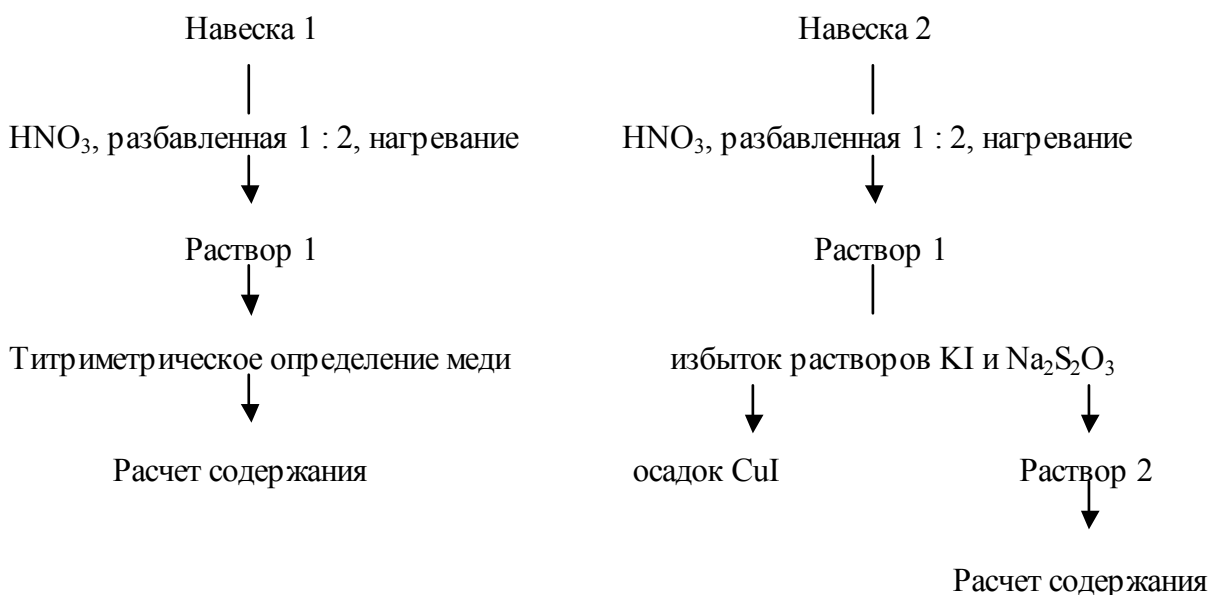 Навеска 1
Навеска 2
HNO₃, разбавленная 1 : 2, нагревание
HNO₃, разбавленная 1 : 2, нагревание
Раствор 1
Раствор 1
Титриметрическое определение меди
избыток растворов KI и Na₂S₂O₃
Расчет содержания
осадок CuI
Раствор 2
Расчет содержания